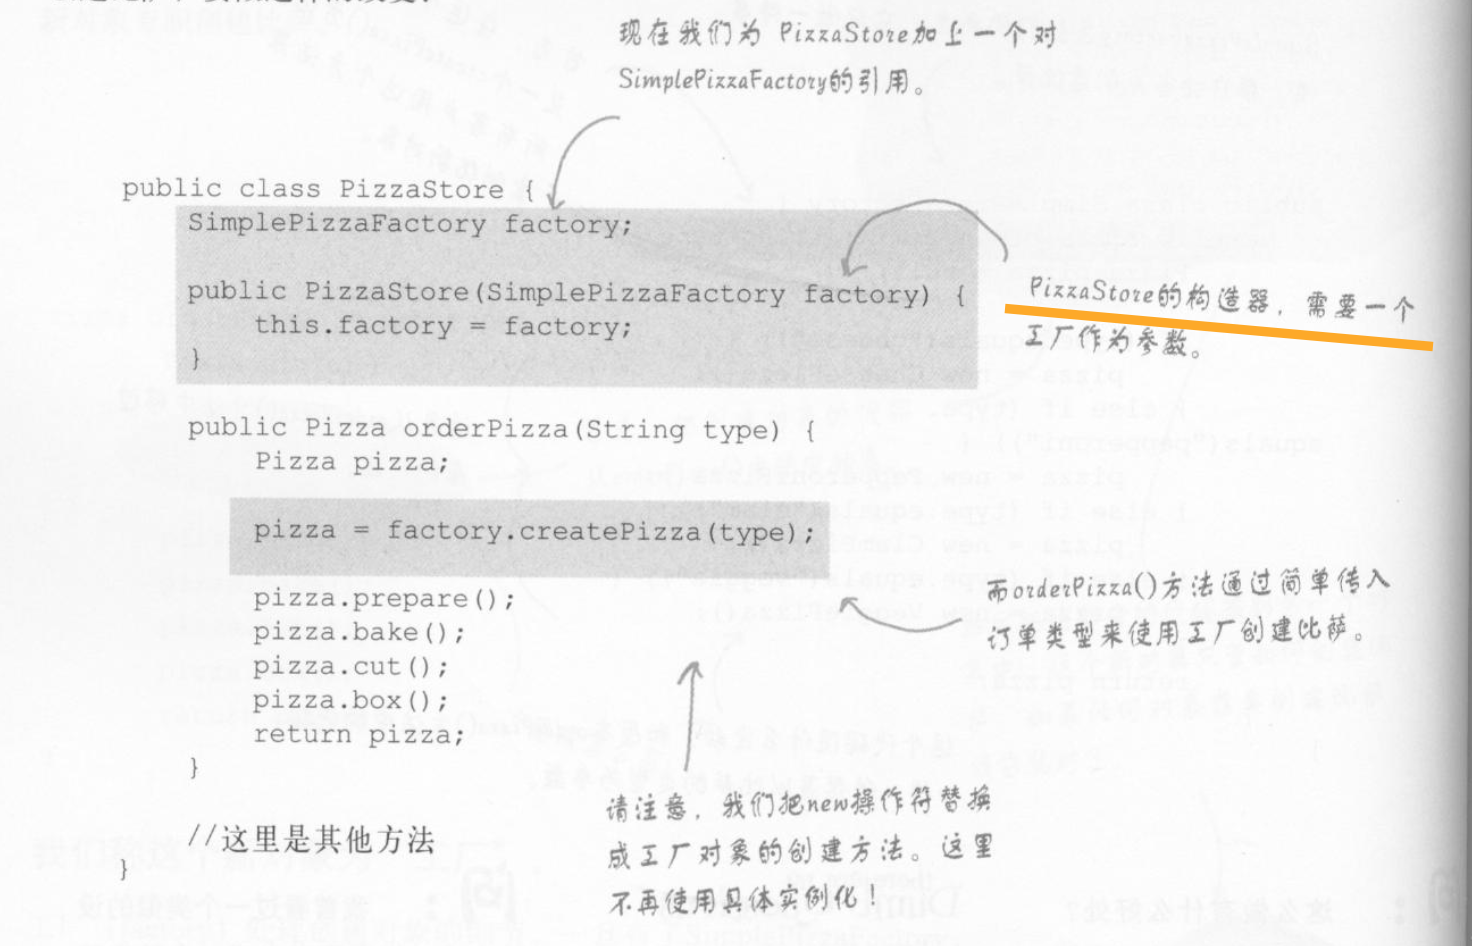 现在我们为 PizzaStore加上一个对
SimplePizzaFactory的引用。
public class PizzaStore {
SimplePizzaFactory factory;
public PizzaStore(SimplePizzaFactory factory) {
this.factory = factory;
}
PizzaStore的构造器，需要一个
工厂作为参数。
public Pizza orderPizza(String type) {
Pizza pizza;
pizza = factory.createPizza(type);
pizza.prepare();
pizza.bake();
pizza.cut();
pizza.box();
return pizza;
}
而orderPizza()方法通过简单传入
订单类型来使用工厂创建比萨。
请注意，我们把new操作符替换
成工厂对象的创建方法。这里
不再使用具体实例化！
//这里是其他方法
}